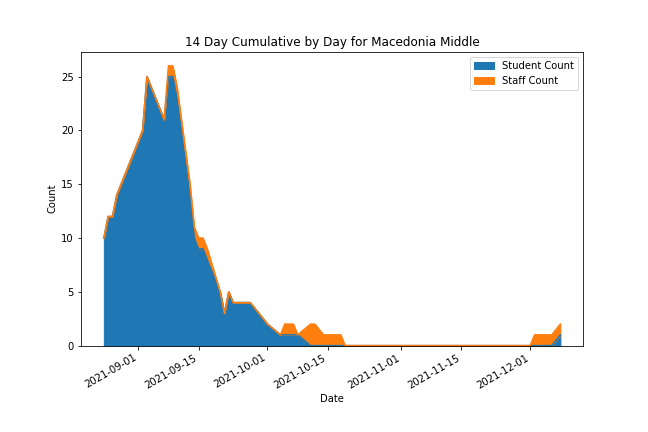 14 Day Cumulative by Day for Macedonia Middle
Student Count
Staff Count
25
20
15
10
5
0
Count
2021-09-01
2021-09-15
2021-10-01
2021-10-15
2021-11-01
2021-11-15
2021-12-01
Date